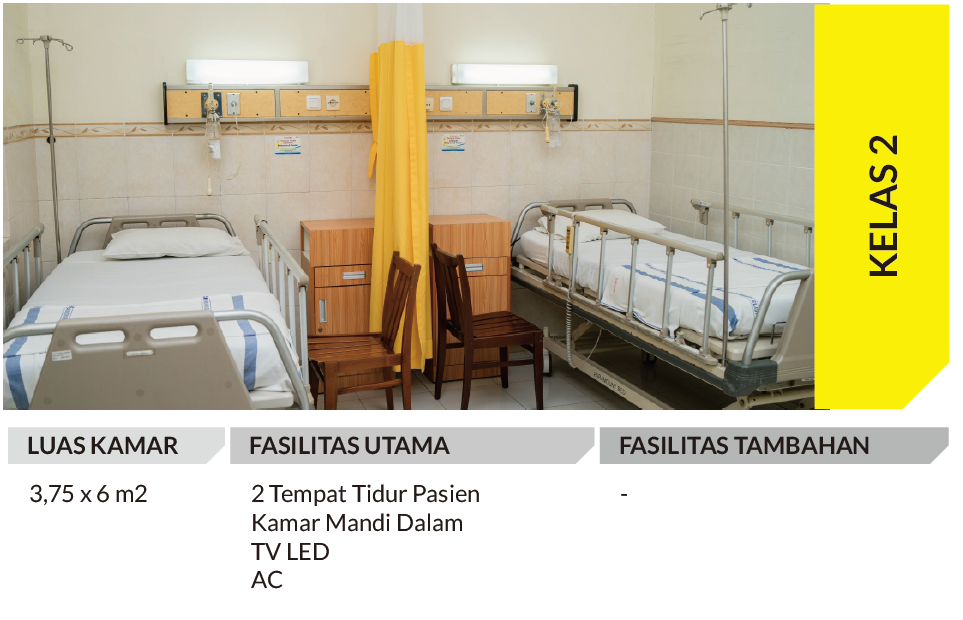 KELAS 2
LUAS KAMAR
3,75 x 6 m2
FASILITAS UTAMA
2 Tempat Tidur Pasien
Kamar Mandi Dalam
TV LED
AC
FASILITAS TAMBAHAN
-